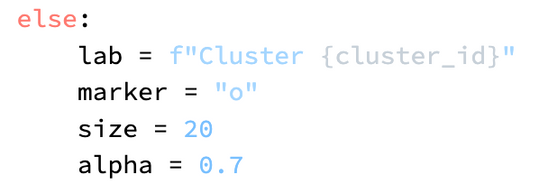 else:
    lab = f"Cluster {cluster_id}"
    marker = "o"
    size = 20
    alpha = 0.7